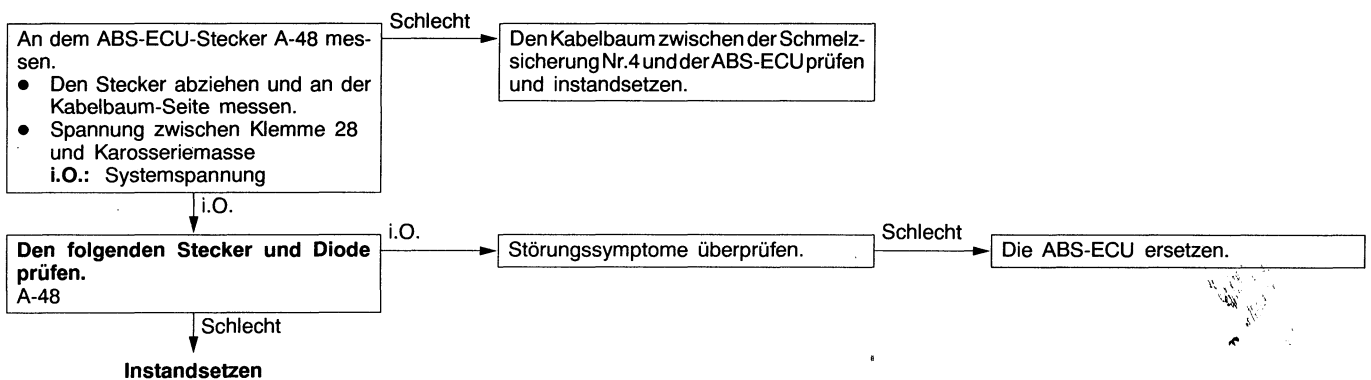 Schlecht
An dem ABS-ECU-Stecker A-48 mes-
sen.
● Den Stecker abziehen und an der
Kabelbaum-Seite messen.
● Spannung zwischen Klemme 28
und Karosseriemasse
i.O.: Systemspannung
Den Kabelbaum zwischen der Schmelz-
sicherung Nr.4 und der ABS-ECU prüfen
und instandsetzen.
i.O.
Den folgenden Stecker und Diode
prüfen.
A-48
i.O.
Störungssymptome überprüfen.
Schlecht
Die ABS-ECU ersetzen.
Schlecht
Instandsetzen